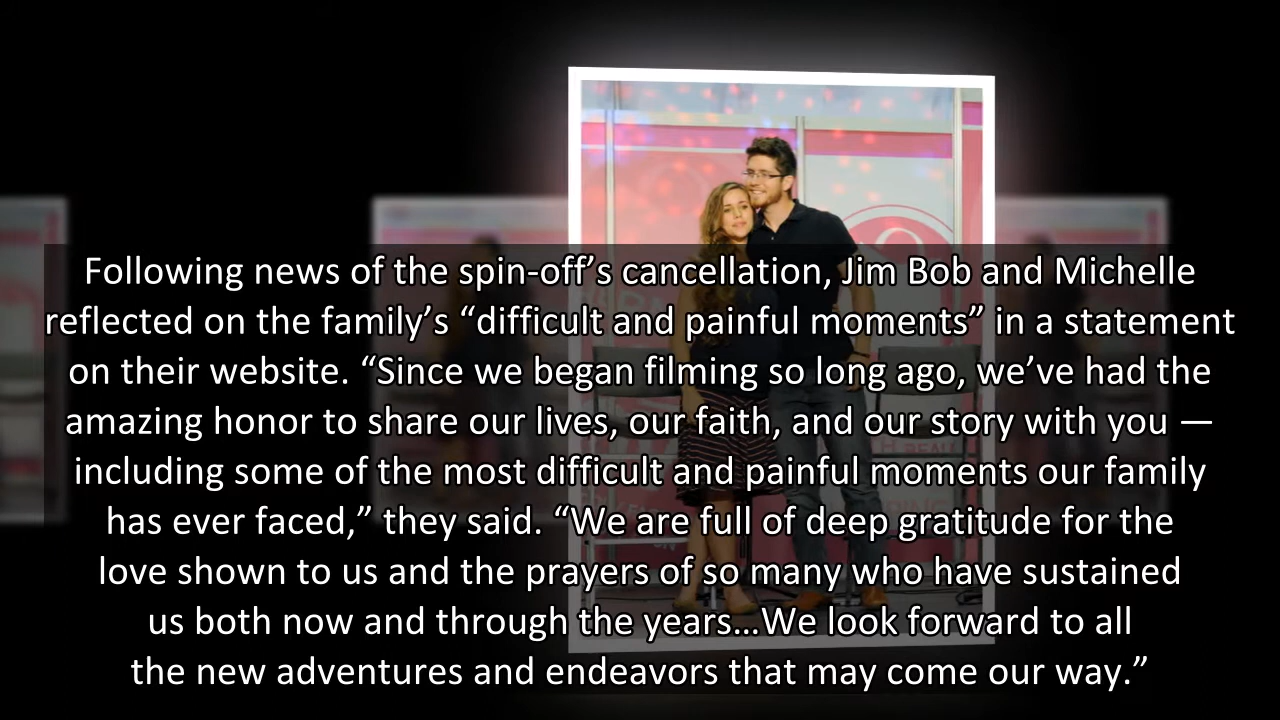 Following news of the spin-off’s cancellation, Jim Bob and Michelle
reflected on the family’s “difficult and painful moments” in a statement
on their website. “Since we began filming so long ago, we’ve had the
amazing honor to share our lives, our faith, and our story with you —
including some of the most difficult and painful moments our family
has ever faced,” they said. “We are full of deep gratitude for the
love shown to us and the prayers of so many who have sustained
us both now and through the years…We look forward to all
the new adventures and endeavors that may come our way.”